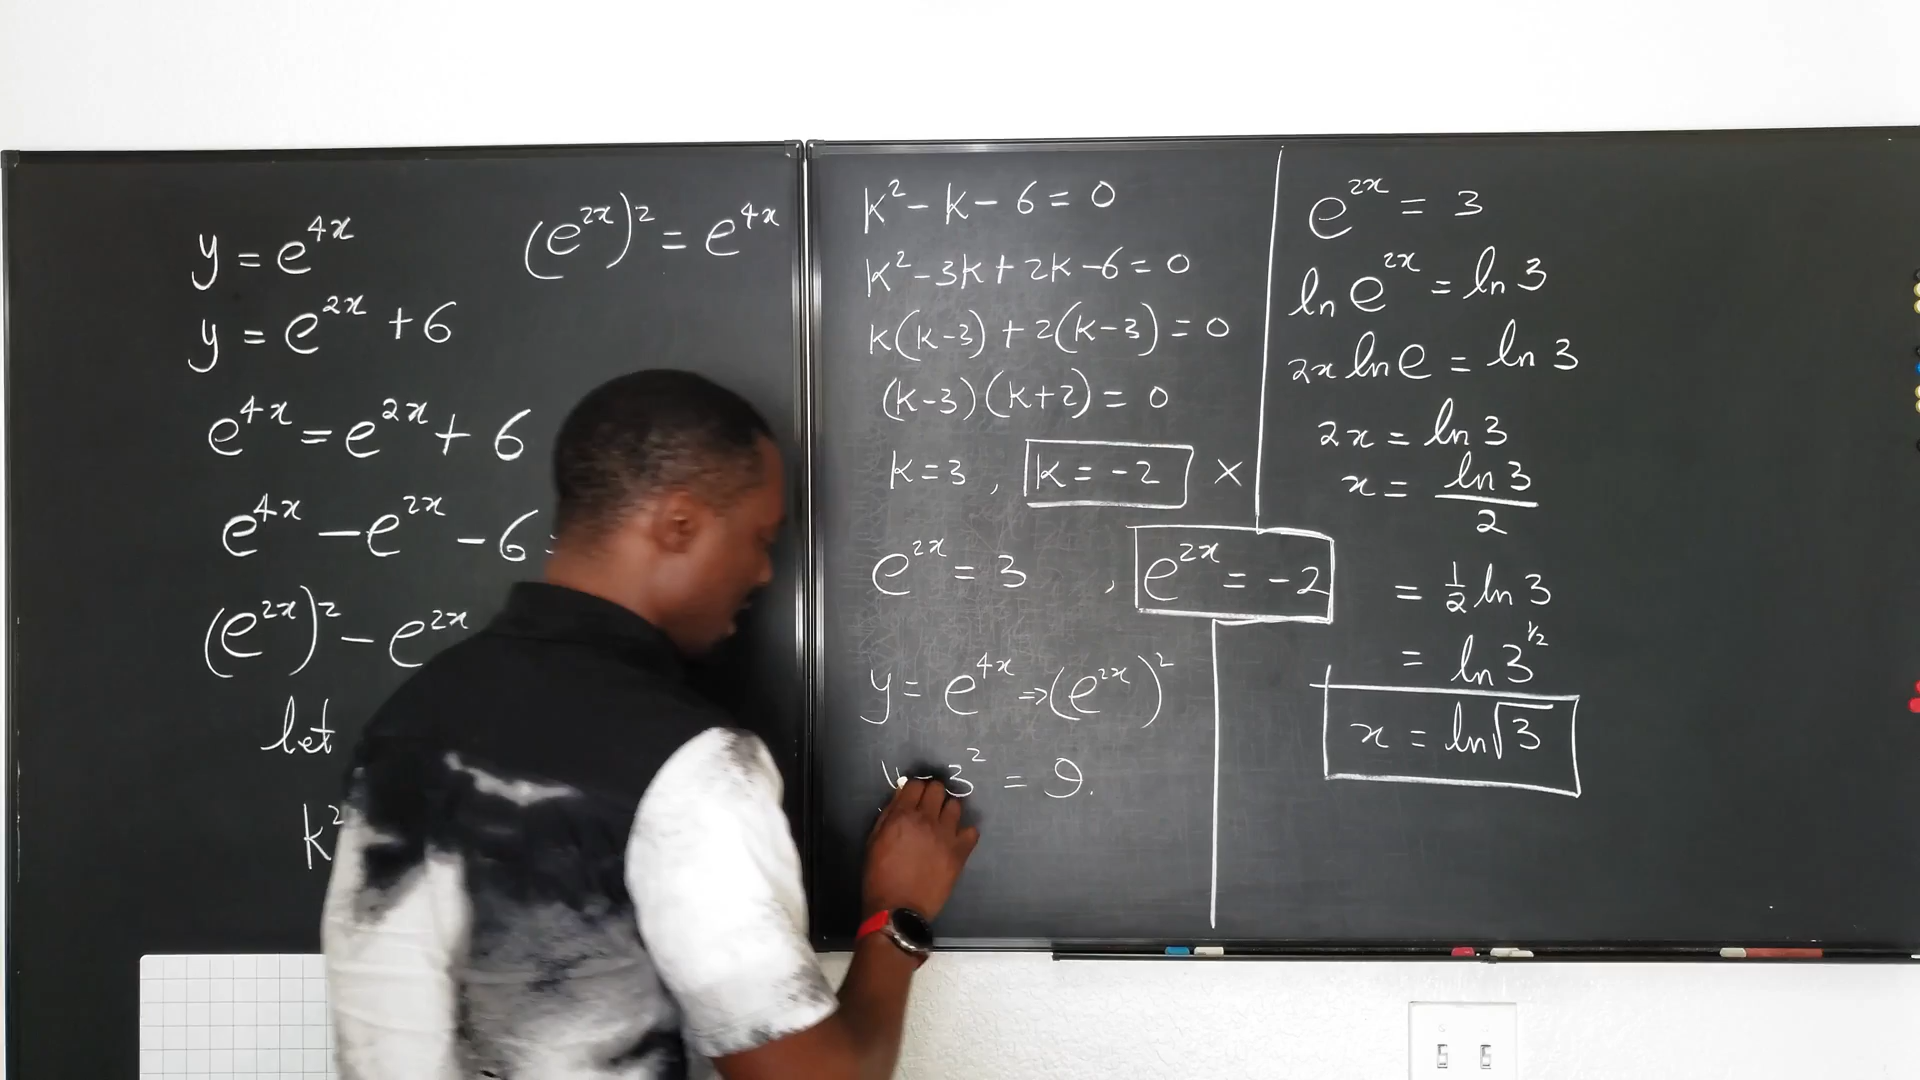 y = e^{4x}
(e^{2x})^2 = e^{4x}
y = e^{2x} + 6
e^{4x} = e^{2x} + 6
e^{4x} - e^{2x} - 6
(e^{2x})^2 - e^{2x}
let
k^2
k^2 - k - 6 = 0
k^2 - 3k + 2k - 6 = 0
k(k-3) + 2(k-3) = 0
(k-3)(k+2) = 0
k = 3 , k = -2 ×
e^{2x} = 3 , e^{2x} = -2
y = e^{4x} ⇒ (e^{2x})^2
3^2 = 9.
e^{2x} = 3
ln e^{2x} = ln 3
2x ln e = ln 3
2x = ln 3
x = \frac{ln 3}{2}
= \frac{1}{2} ln 3
= ln 3^{1/2}
x = ln √3